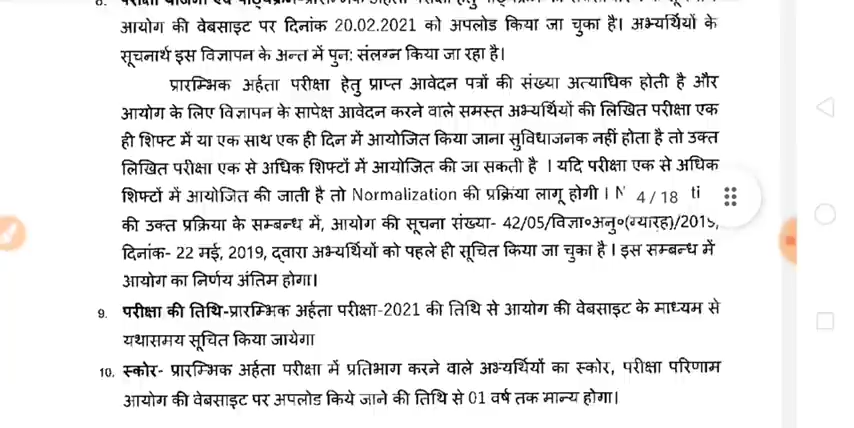 आयोग की वेबसाइट पर दिनांक 20.02.2021 को अपलोड किया जा चुका है। अभ्यर्थियों के
सूचनार्थ इस विज्ञापन के अन्त में पुन: संलग्न किया जा रहा है।
प्रारम्भिक अर्हता परीक्षा हेतु प्राप्त आवेदन पत्रों की संख्या अत्याधिक होती है और
आयोग के लिए विज्ञापन के सापेक्ष आवेदन करने वाले समस्त अभ्यर्थियों की लिखित परीक्षा एक
ही शिफ्ट में या एक साथ एक ही दिन में आयोजित किया जाना सुविधाजनक नहीं होता है तो उक्त
लिखित परीक्षा एक से अधिक शिफ्टों में आयोजित की जा सकती है । यदि परीक्षा एक से अधिक
शिफ्टों में आयोजित की जाती है तो Normalization की प्रक्रिया लागू होगी । 4 / 18
की उक्त प्रक्रिया के सम्बन्ध में, आयोग की सूचना संख्या- 42/05/विज्ञा०अनु०(ग्यारह)/2019,
दिनांक- 22 मई, 2019, द्वारा अभ्यर्थियों को पहले ही सूचित किया जा चुका है । इस सम्बन्ध में
आयोग का निर्णय अंतिम होगा।
9. परीक्षा की तिथि-प्रारम्भिक अर्हता परीक्षा-2021 की तिथि से आयोग की वेबसाइट के माध्यम से
यथासमय सूचित किया जायेगा
10. स्कोर- प्रारम्भिक अर्हता परीक्षा में प्रतिभाग करने वाले अभ्यर्थियों का स्कोर, परीक्षा परिणाम
आयोग की वेबसाइट पर अपलोड किये जाने की तिथि से 01 वर्ष तक मान्य होगा।